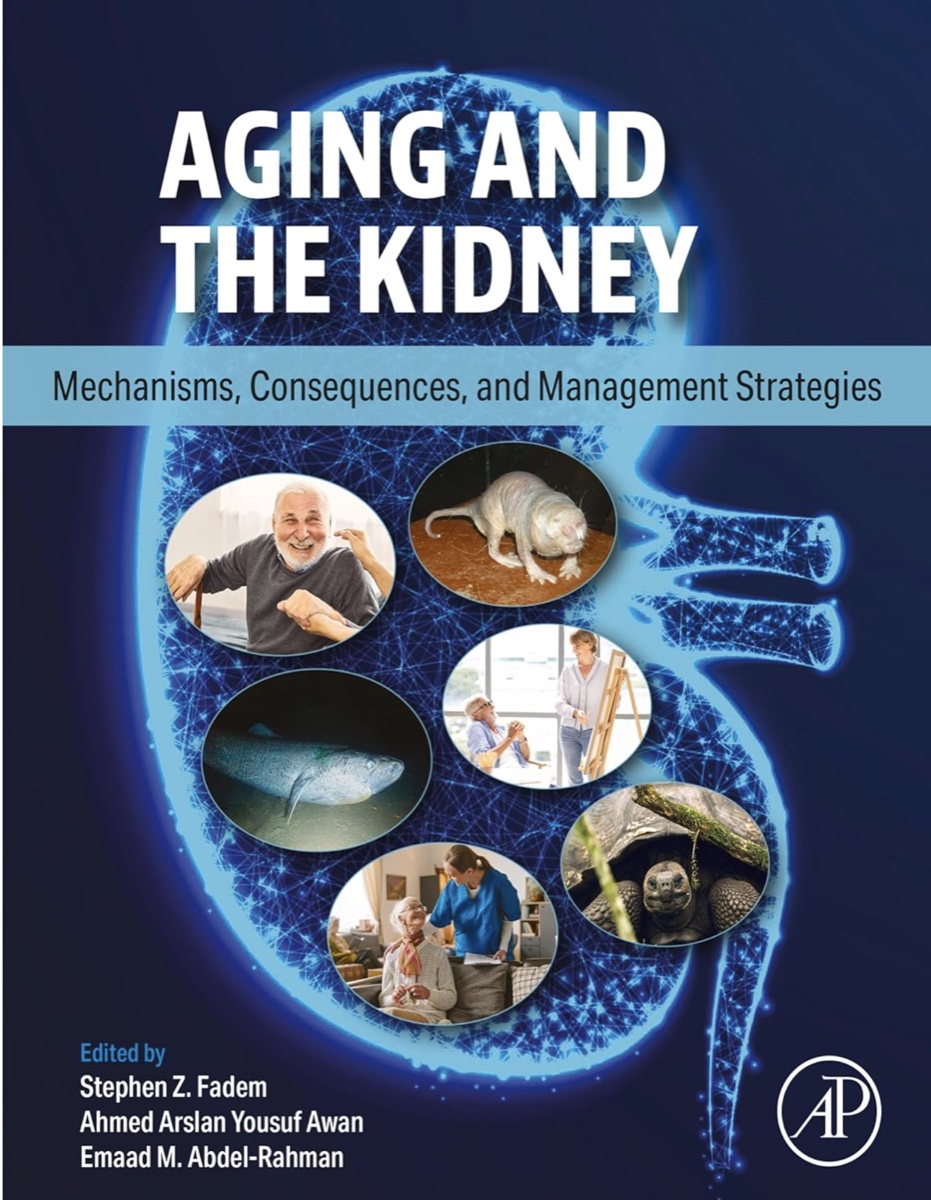 AGING AND
THE KIDNEY
Mechanisms, Consequences, and Management Strategies
Edited by
Stephen Z. Fadem
Ahmed Arslan Yousuf Awan
Emaad M. Abdel-Rahman
AP